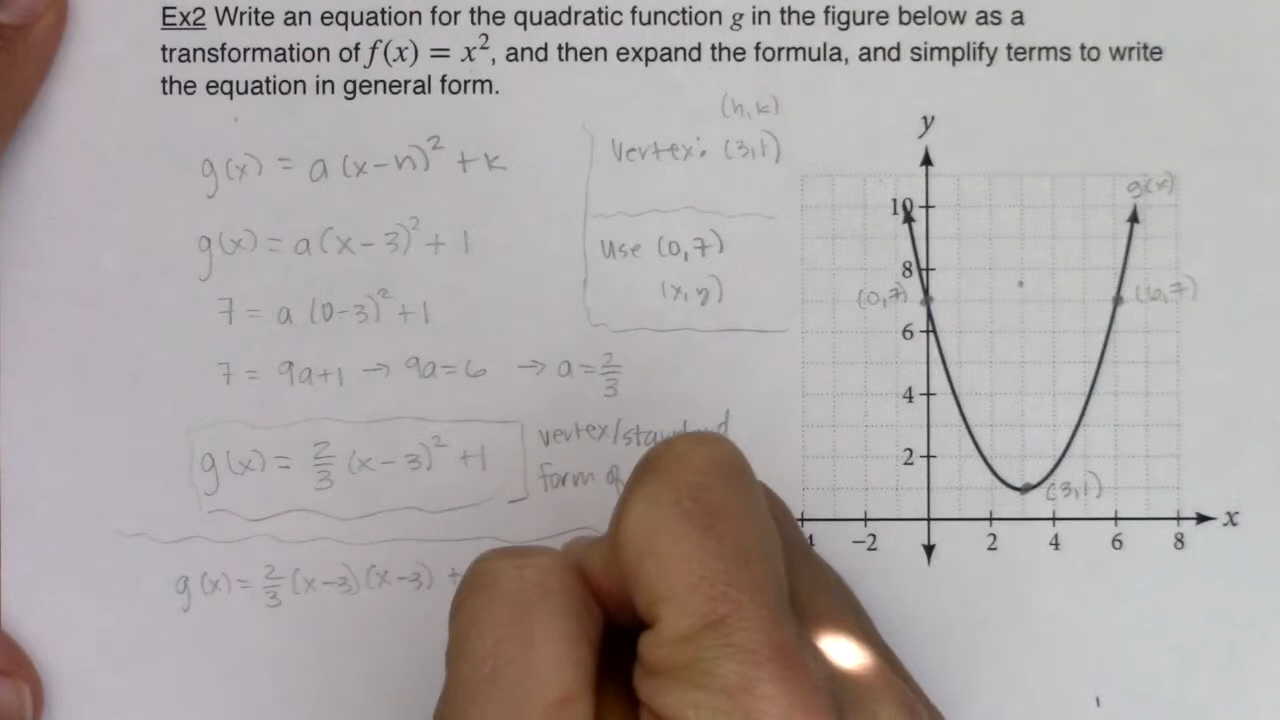 Ex2 Write an equation for the quadratic function g in the figure below as a
transformation of f(x) = x², and then expand the formula, and simplify terms to write
the equation in general form.
g(x) = a(x-h)² + k
g(x) = a(x-3)² + 1
7 = a(0-3)² + 1
7 = 9a+1 → 9a=6 → a=2/3
g(x) = 2/3 (x-3)² + 1
vertex/standard
form of
g(x) = 2/3 (x-3)(x-3) +
(h,k)
Vertex: (3,1)
Use (0,7)
(x,y)
y
g(x)
10
8
(0,7) (6,7)
6
4
2
(3,1)
-2 2 4 6 8 x